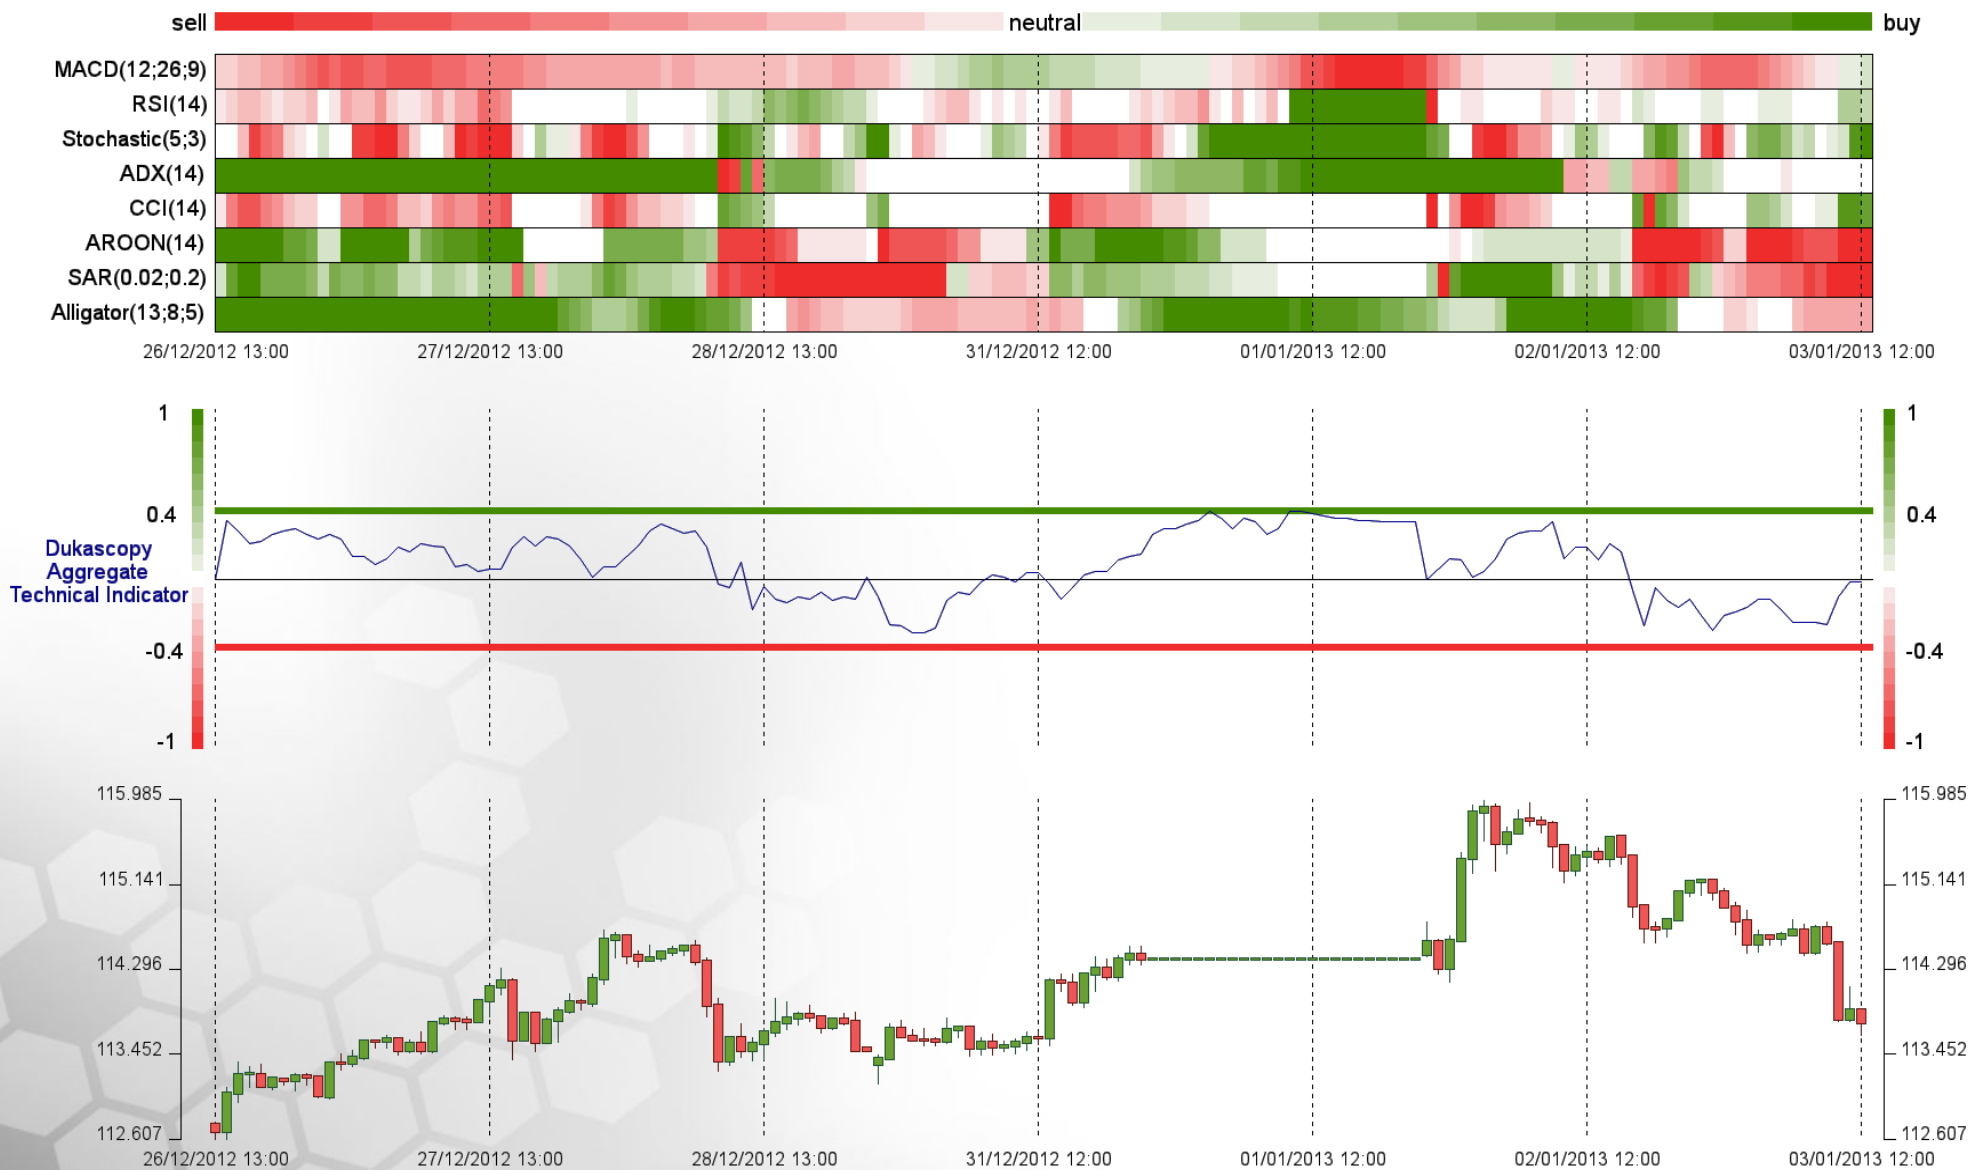 sell neutral buy
MACD(12;26;9)
RSI(14)
Stochastic(5;3)
ADX(14)
CCI(14)
AROON(14)
SAR(0.02;0.2)
Alligator(13;8;5)
26/12/2012 13:00 27/12/2012 13:00 28/12/2012 13:00 31/12/2012 12:00 01/01/2013 12:00 02/01/2013 12:00 03/01/2013 12:00
1 1
0.4 0.4
Dukascopy
Aggregate
Technical Indicator
-0.4 -0.4
-1 -1
115.985 115.985
115.141 115.141
114.296 114.296
113.452 113.452
112.607 112.607
26/12/2012 13:00 27/12/2012 13:00 28/12/2012 13:00 31/12/2012 12:00 01/01/2013 12:00 02/01/2013 12:00 03/01/2013 12:00